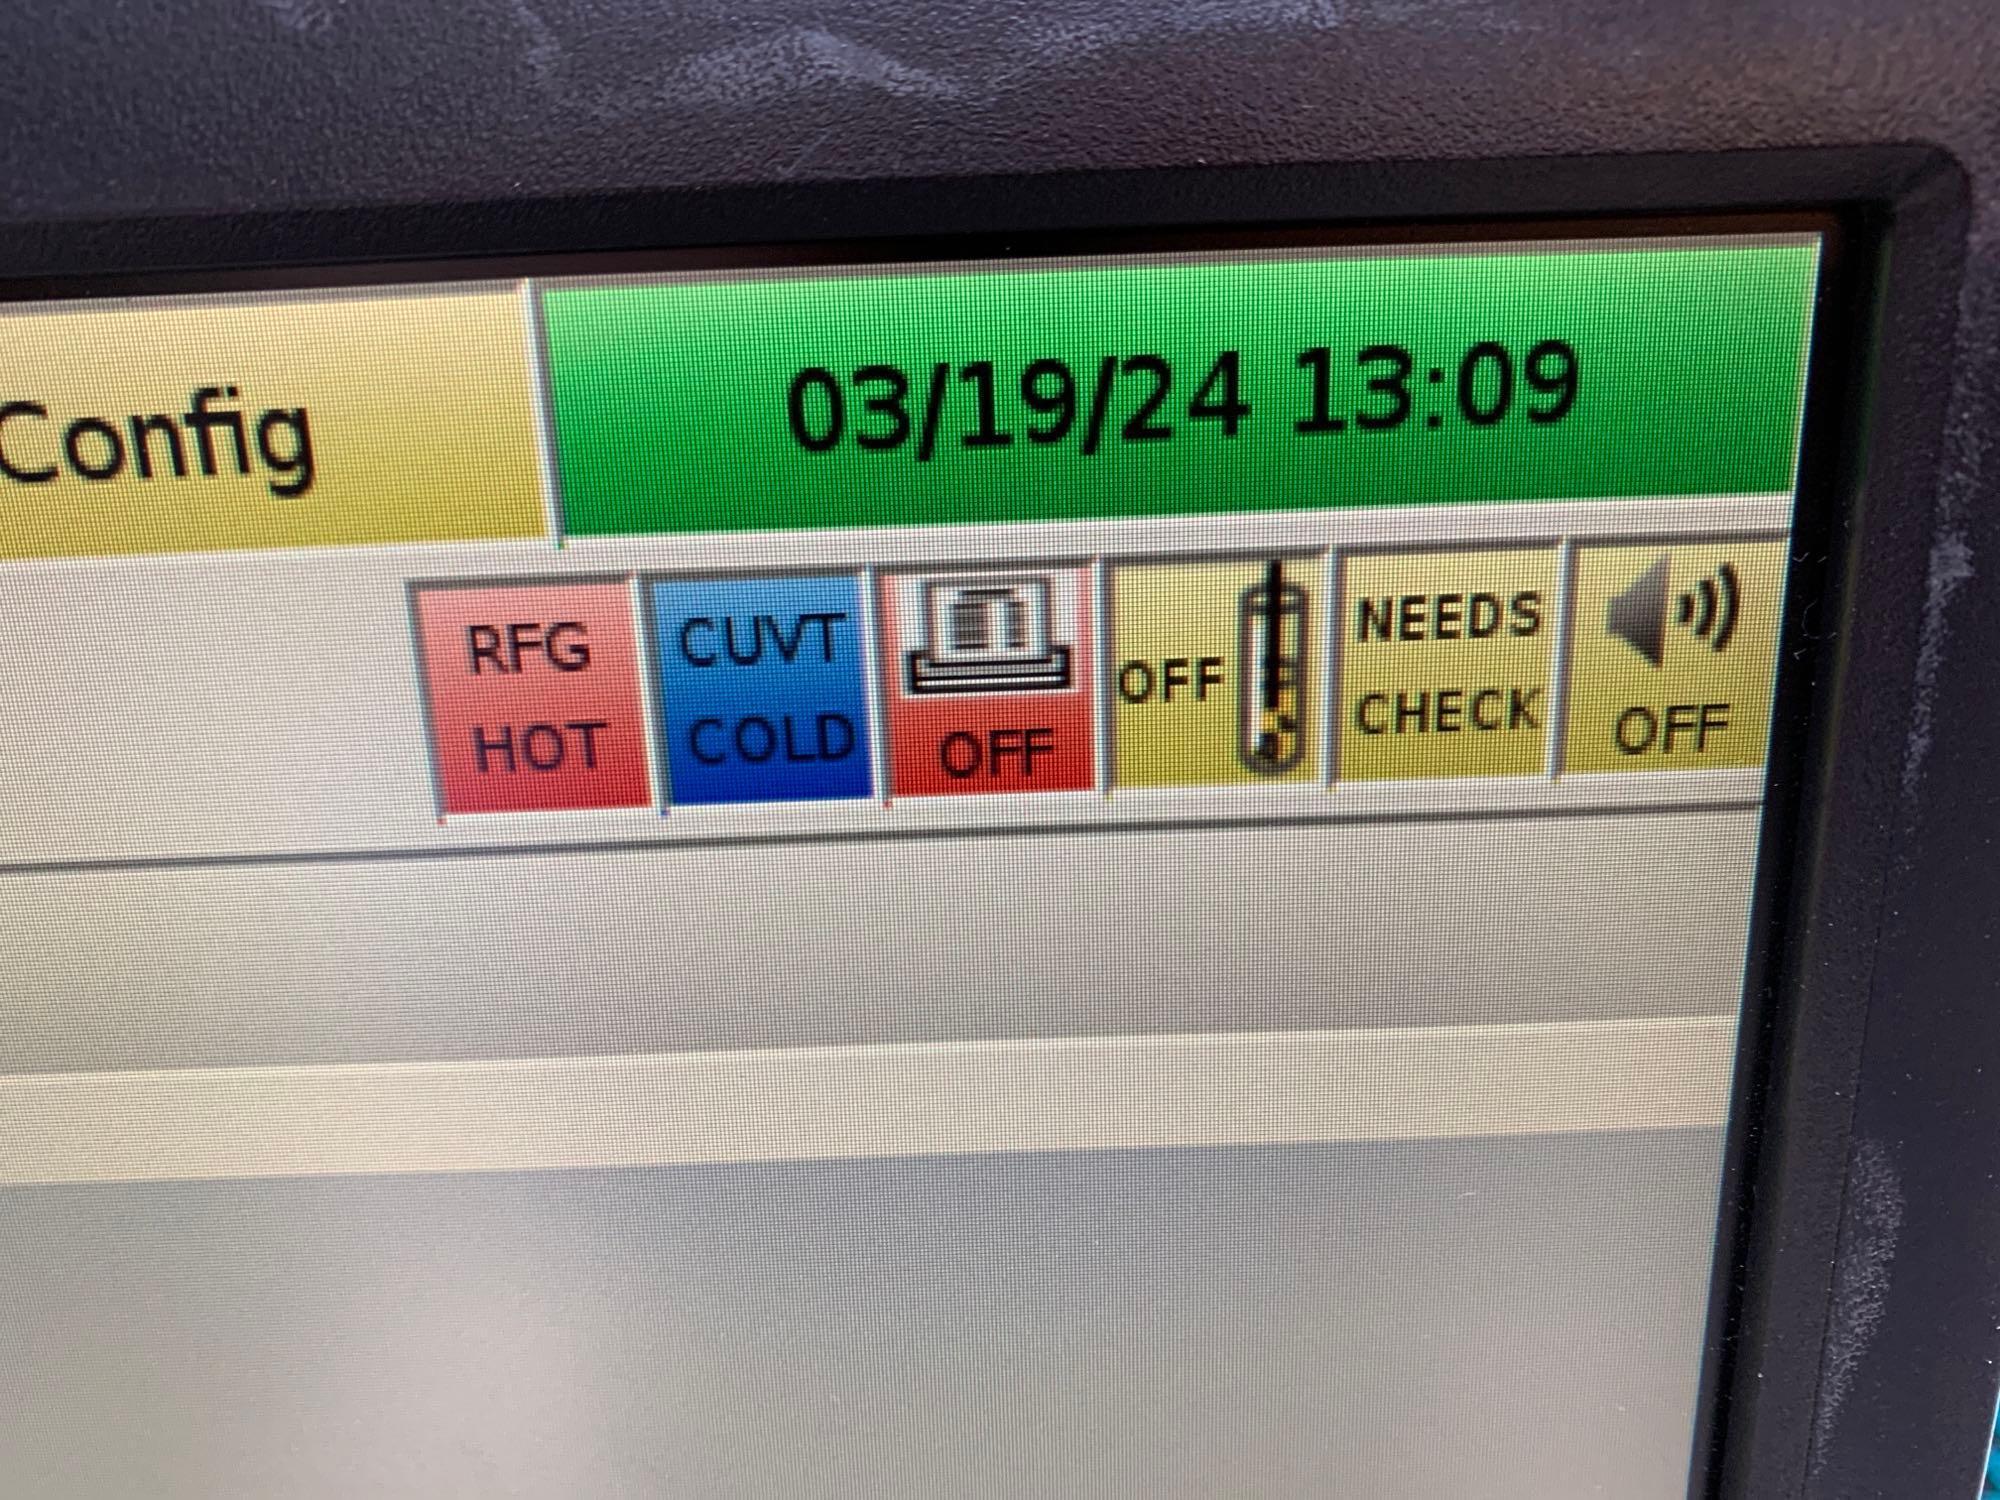 Config
03/19/24 13:09
RFG
HOT
CUVT
COLD
OFF
OFF
NEEDS
CHECK
OFF